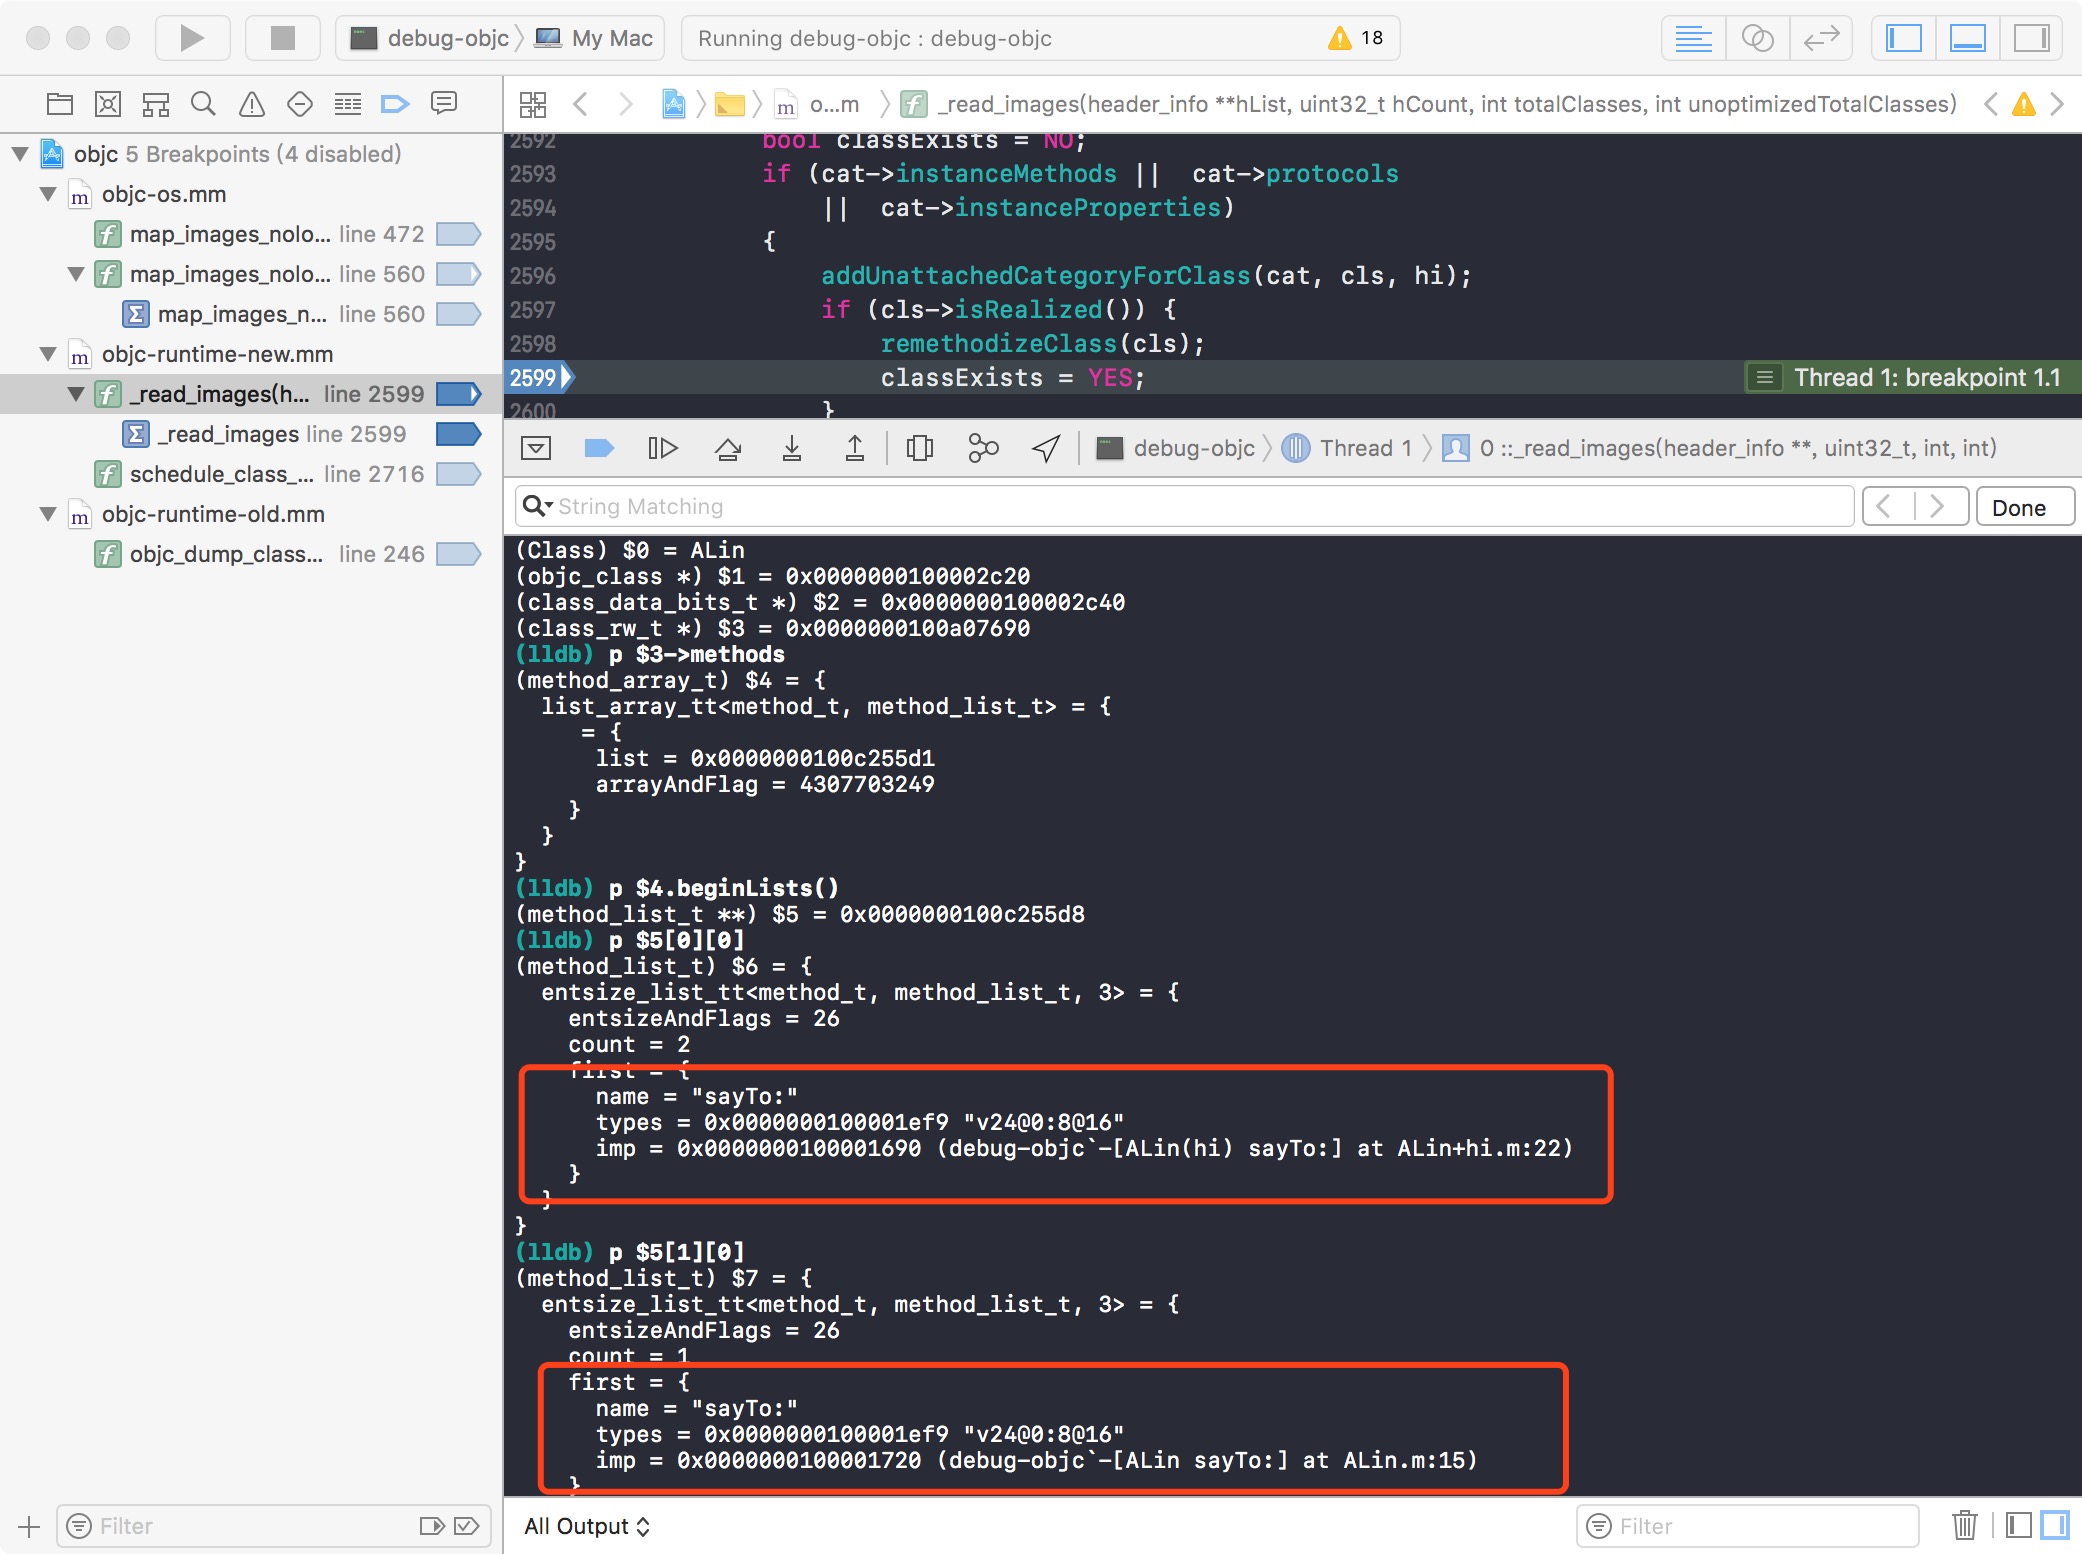 debug-objc
My Mac
Running debug-objc : debug-objc
18
o...m
_read_images(header_info **hList, uint32_t hCount, int totalClasses, int unoptimizedTotalClasses)
objc 5 Breakpoints (4 disabled)
objc-os.mm
map_images_nolo... line 472
map_images_nolo... line 560
map_images_n... line 560
objc-runtime-new.mm
_read_images(h... line 2599
_read_images line 2599
schedule_class_... line 2716
objc-runtime-old.mm
objc_dump_class... line 246
Filter
2592 bool classExists = NO;
2593 if (cat->instanceMethods || cat->protocols
2594 || cat->instanceProperties)
2595 {
2596 addUnattachedCategoryForClass(cat, cls, hi);
2597 if (cls->isRealized()) {
2598 remethodizeClass(cls);
2599 classExists = YES;
Thread 1: breakpoint 1.1
2600 }
debug-objc
Thread 1
0 ::_read_images(header_info **, uint32_t, int, int)
String Matching
Done
(Class) $0 = ALin
(objc_class *) $1 = 0x0000000100002c20
(class_data_bits_t *) $2 = 0x0000000100002c40
(class_rw_t *) $3 = 0x0000000100a07690
(lldb) p $3->methods
(method_array_t) $4 = {
list_array_tt<method_t, method_list_t> = {
= {
list = 0x0000000100c255d1
arrayAndFlag = 4307703249
}
}
}
(lldb) p $4.beginLists()
(method_list_t **) $5 = 0x0000000100c255d8
(lldb) p $5[0][0]
(method_list_t) $6 = {
entsize_list_tt<method_t, method_list_t, 3> = {
entsizeAndFlags = 26
count = 2
first = {
name = "sayTo:"
types = 0x0000000100001ef9 "v24@0:8@16"
imp = 0x0000000100001690 (debug-objc`-[ALin(hi) sayTo:] at ALin+hi.m:22)
}
}
}
(lldb) p $5[1][0]
(method_list_t) $7 = {
entsize_list_tt<method_t, method_list_t, 3> = {
entsizeAndFlags = 26
count = 1
first = {
name = "sayTo:"
types = 0x0000000100001ef9 "v24@0:8@16"
imp = 0x0000000100001720 (debug-objc`-[ALin sayTo:] at ALin.m:15)
}
All Output
Filter